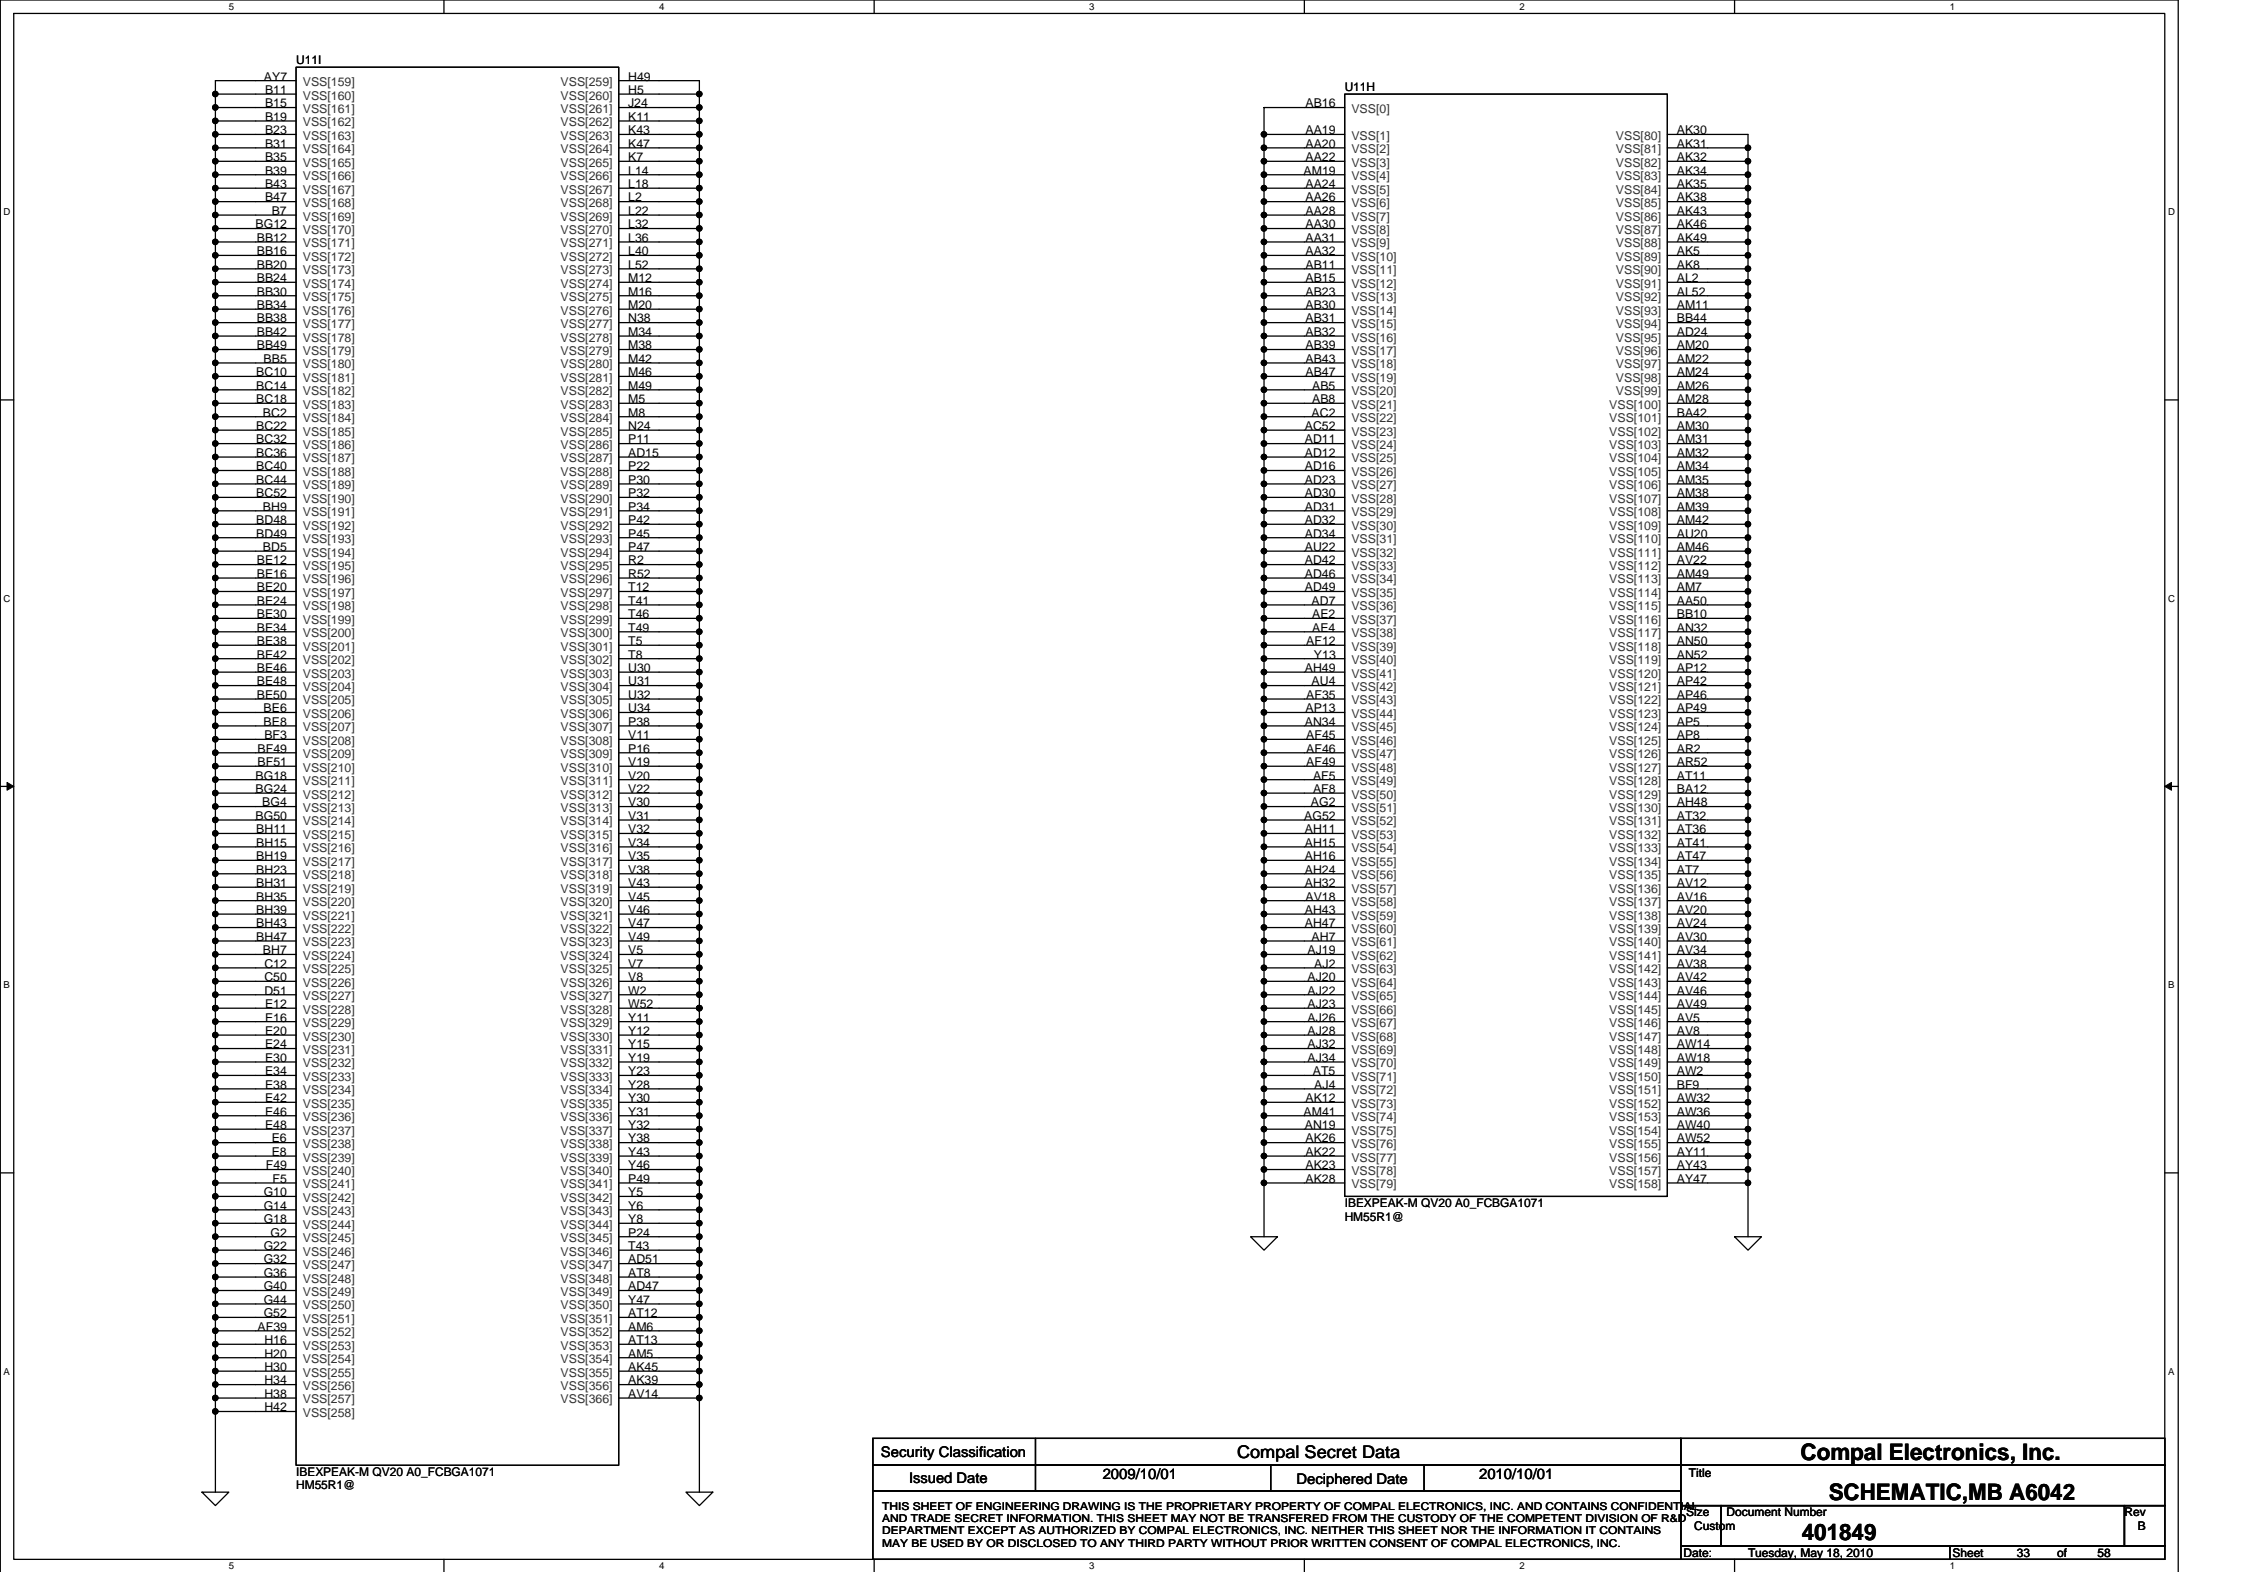 5 4 3 2 1
U11I
AY7 VSS[159] VSS[259] H49
B11 VSS[160] VSS[260] H5
B15 VSS[161] VSS[261] J24
B19 VSS[162] VSS[262] K11
B23 VSS[163] VSS[263] K43
B31 VSS[164] VSS[264] K47
B35 VSS[165] VSS[265] K7
B39 VSS[166] VSS[266] L14
B43 VSS[167] VSS[267] L18
B47 VSS[168] VSS[268] L2
B7 VSS[169] VSS[269] L22
BG12 VSS[170] VSS[270] L32
BB12 VSS[171] VSS[271] L36
BB16 VSS[172] VSS[272] L40
BB20 VSS[173] VSS[273] L52
BB24 VSS[174] VSS[274] M12
BB30 VSS[175] VSS[275] M16
BB34 VSS[176] VSS[276] M20
BB38 VSS[177] VSS[277] N38
BB42 VSS[178] VSS[278] M34
BB49 VSS[179] VSS[279] M38
BB5 VSS[180] VSS[280] M42
BC10 VSS[181] VSS[281] M46
BC14 VSS[182] VSS[282] M49
BC18 VSS[183] VSS[283] M5
BC2 VSS[184] VSS[284] M8
BC22 VSS[185] VSS[285] N24
BC32 VSS[186] VSS[286] P11
BC36 VSS[187] VSS[287] AD15
BC40 VSS[188] VSS[288] P22
BC44 VSS[189] VSS[289] P30
BC52 VSS[190] VSS[290] P32
BH9 VSS[191] VSS[291] P34
BD48 VSS[192] VSS[292] P42
BD49 VSS[193] VSS[293] P45
BD5 VSS[194] VSS[294] P47
BE12 VSS[195] VSS[295] R2
BE16 VSS[196] VSS[296] R52
BE20 VSS[197] VSS[297] T12
BE24 VSS[198] VSS[298] T41
BE30 VSS[199] VSS[299] T46
BE34 VSS[200] VSS[300] T49
BE38 VSS[201] VSS[301] T5
BE42 VSS[202] VSS[302] T8
BE46 VSS[203] VSS[303] U30
BE48 VSS[204] VSS[304] U31
BE50 VSS[205] VSS[305] U32
BE6 VSS[206] VSS[306] U34
BE8 VSS[207] VSS[307] P38
BF3 VSS[208] VSS[308] V11
BF49 VSS[209] VSS[309] P16
BF51 VSS[210] VSS[310] V19
BG18 VSS[211] VSS[311] V20
BG24 VSS[212] VSS[312] V22
BG4 VSS[213] VSS[313] V30
BG50 VSS[214] VSS[314] V31
BH11 VSS[215] VSS[315] V32
BH15 VSS[216] VSS[316] V34
BH19 VSS[217] VSS[317] V35
BH23 VSS[218] VSS[318] V38
BH31 VSS[219] VSS[319] V43
BH35 VSS[220] VSS[320] V45
BH39 VSS[221] VSS[321] V46
BH43 VSS[222] VSS[322] V47
BH47 VSS[223] VSS[323] V49
BH7 VSS[224] VSS[324] V5
C12 VSS[225] VSS[325] V7
C50 VSS[226] VSS[326] V8
D51 VSS[227] VSS[327] W2
E12 VSS[228] VSS[328] W52
E16 VSS[229] VSS[329] Y11
E20 VSS[230] VSS[330] Y12
E24 VSS[231] VSS[331] Y15
E30 VSS[232] VSS[332] Y19
E34 VSS[233] VSS[333] Y23
E38 VSS[234] VSS[334] Y28
E42 VSS[235] VSS[335] Y30
E46 VSS[236] VSS[336] Y31
E48 VSS[237] VSS[337] Y32
E6 VSS[238] VSS[338] Y38
E8 VSS[239] VSS[339] Y43
F49 VSS[240] VSS[340] Y46
F5 VSS[241] VSS[341] P49
G10 VSS[242] VSS[342] Y5
G14 VSS[243] VSS[343] Y6
G18 VSS[244] VSS[344] Y8
G2 VSS[245] VSS[345] P24
G22 VSS[246] VSS[346] T43
G32 VSS[247] VSS[347] AD51
G36 VSS[248] VSS[348] AT8
G40 VSS[249] VSS[349] AD47
G44 VSS[250] VSS[350] Y47
G52 VSS[251] VSS[351] AT12
AF39 VSS[252] VSS[352] AM6
H16 VSS[253] VSS[353] AT13
H20 VSS[254] VSS[354] AM5
H30 VSS[255] VSS[355] AK45
H34 VSS[256] VSS[356] AK39
H38 VSS[257] VSS[366] AV14
H42 VSS[258]
IBEXPEAK-M QV20 A0_FCBGA1071
HM55R1@
U11H
AB16 VSS[0]
AA19 VSS[1] VSS[80] AK30
AA20 VSS[2] VSS[81] AK31
AA22 VSS[3] VSS[82] AK32
AM19 VSS[4] VSS[83] AK34
AA24 VSS[5] VSS[84] AK35
AA26 VSS[6] VSS[85] AK38
AA28 VSS[7] VSS[86] AK43
AA30 VSS[8] VSS[87] AK46
AA31 VSS[9] VSS[88] AK49
AA32 VSS[10] VSS[89] AK5
AB11 VSS[11] VSS[90] AK8
AB15 VSS[12] VSS[91] AL2
AB23 VSS[13] VSS[92] AL52
AB30 VSS[14] VSS[93] AM11
AB31 VSS[15] VSS[94] BB44
AB32 VSS[16] VSS[95] AD24
AB39 VSS[17] VSS[96] AM20
AB43 VSS[18] VSS[97] AM22
AB47 VSS[19] VSS[98] AM24
AB5 VSS[20] VSS[99] AM26
AB8 VSS[21] VSS[100] AM28
AC2 VSS[22] VSS[101] BA42
AC52 VSS[23] VSS[102] AM30
AD11 VSS[24] VSS[103] AM31
AD12 VSS[25] VSS[104] AM32
AD16 VSS[26] VSS[105] AM34
AD23 VSS[27] VSS[106] AM35
AD30 VSS[28] VSS[107] AM38
AD31 VSS[29] VSS[108] AM39
AD32 VSS[30] VSS[109] AM42
AD34 VSS[31] VSS[110] AU20
AU22 VSS[32] VSS[111] AM46
AD42 VSS[33] VSS[112] AV22
AD46 VSS[34] VSS[113] AM49
AD49 VSS[35] VSS[114] AM7
AD7 VSS[36] VSS[115] AA50
AE2 VSS[37] VSS[116] BB10
AE4 VSS[38] VSS[117] AN32
AF12 VSS[39] VSS[118] AN50
Y13 VSS[40] VSS[119] AN52
AH49 VSS[41] VSS[120] AP12
AU4 VSS[42] VSS[121] AP42
AF35 VSS[43] VSS[122] AP46
AP13 VSS[44] VSS[123] AP49
AN34 VSS[45] VSS[124] AP5
AF45 VSS[46] VSS[125] AP8
AF46 VSS[47] VSS[126] AR2
AF49 VSS[48] VSS[127] AR52
AF5 VSS[49] VSS[128] AT11
AF8 VSS[50] VSS[129] BA12
AG2 VSS[51] VSS[130] AH48
AG52 VSS[52] VSS[131] AT32
AH11 VSS[53] VSS[132] AT36
AH15 VSS[54] VSS[133] AT41
AH16 VSS[55] VSS[134] AT47
AH24 VSS[56] VSS[135] AT7
AH32 VSS[57] VSS[136] AV12
AV18 VSS[58] VSS[137] AV16
AH43 VSS[59] VSS[138] AV20
AH47 VSS[60] VSS[139] AV24
AH7 VSS[61] VSS[140] AV30
AJ19 VSS[62] VSS[141] AV34
AJ2 VSS[63] VSS[142] AV38
AJ20 VSS[64] VSS[143] AV42
AJ22 VSS[65] VSS[144] AV46
AJ23 VSS[66] VSS[145] AV49
AJ26 VSS[67] VSS[146] AV5
AJ28 VSS[68] VSS[147] AV8
AJ32 VSS[69] VSS[148] AW14
AJ34 VSS[70] VSS[149] AW18
AT5 VSS[71] VSS[150] AW2
AJ4 VSS[72] VSS[151] BF9
AK12 VSS[73] VSS[152] AW32
AM41 VSS[74] VSS[153] AW36
AN19 VSS[75] VSS[154] AW40
AK26 VSS[76] VSS[155] AW52
AK22 VSS[77] VSS[156] AY11
AK23 VSS[78] VSS[157] AY43
AK28 VSS[79] VSS[158] AY47
IBEXPEAK-M QV20 A0_FCBGA1071
HM55R1@
D D
C C
B B
A A
Security Classification Compal Secret Data
Issued Date 2009/10/01 Deciphered Date 2010/10/01
THIS SHEET OF ENGINEERING DRAWING IS THE PROPRIETARY PROPERTY OF COMPAL ELECTRONICS, INC. AND CONTAINS CONFIDENTIAL
AND TRADE SECRET INFORMATION. THIS SHEET MAY NOT BE TRANSFERED FROM THE CUSTODY OF THE COMPETENT DIVISION OF R&D
DEPARTMENT EXCEPT AS AUTHORIZED BY COMPAL ELECTRONICS, INC. NEITHER THIS SHEET NOR THE INFORMATION IT CONTAINS
MAY BE USED BY OR DISCLOSED TO ANY THIRD PARTY WITHOUT PRIOR WRITTEN CONSENT OF COMPAL ELECTRONICS, INC.
Compal Electronics, Inc.
Title
SCHEMATIC,MB A6042
Size Document Number Rev
Custom 401849 B
Date: Tuesday, May 18, 2010 Sheet 33 of 58
5 4 3 2 1